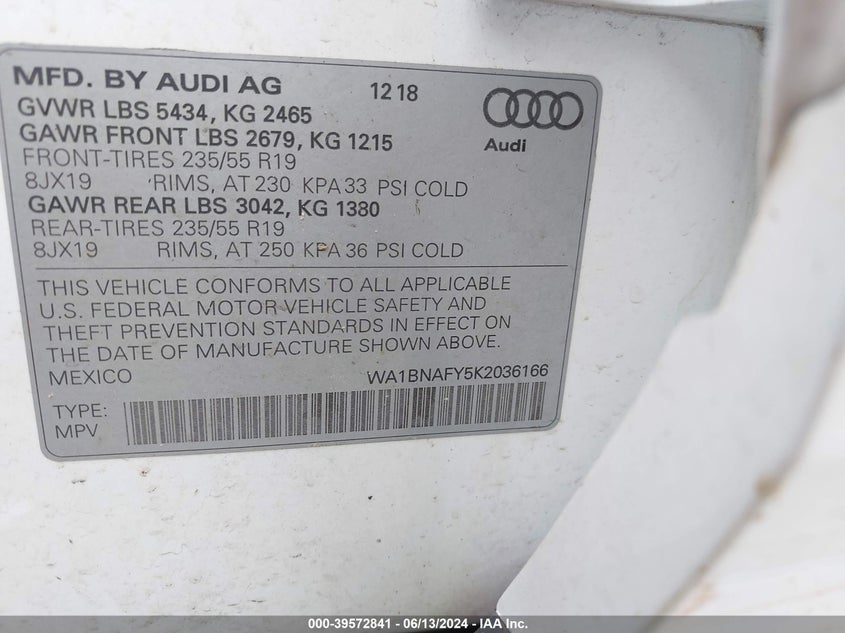 MFD. BY AUDI AG 12 18
GVWR LBS 5434, KG 2465
GAWR FRONT LBS 2679, KG 1215
Audi
FRONT-TIRES 235/55 R19
8JX19 RIMS, AT 230 KPA 33 PSI COLD
GAWR REAR LBS 3042, KG 1380
REAR-TIRES 235/55 R19
8JX19 RIMS, AT 250 KPA 36 PSI COLD
THIS VEHICLE CONFORMS TO ALL APPLICABLE
U.S. FEDERAL MOTOR VEHICLE SAFETY AND
THEFT PREVENTION STANDARDS IN EFFECT ON
THE DATE OF MANUFACTURE SHOWN ABOVE.
MEXICO WA1BNAFY5K2036166
TYPE:
MPV
000-39572841 - 06/13/2024 - IAA Inc.